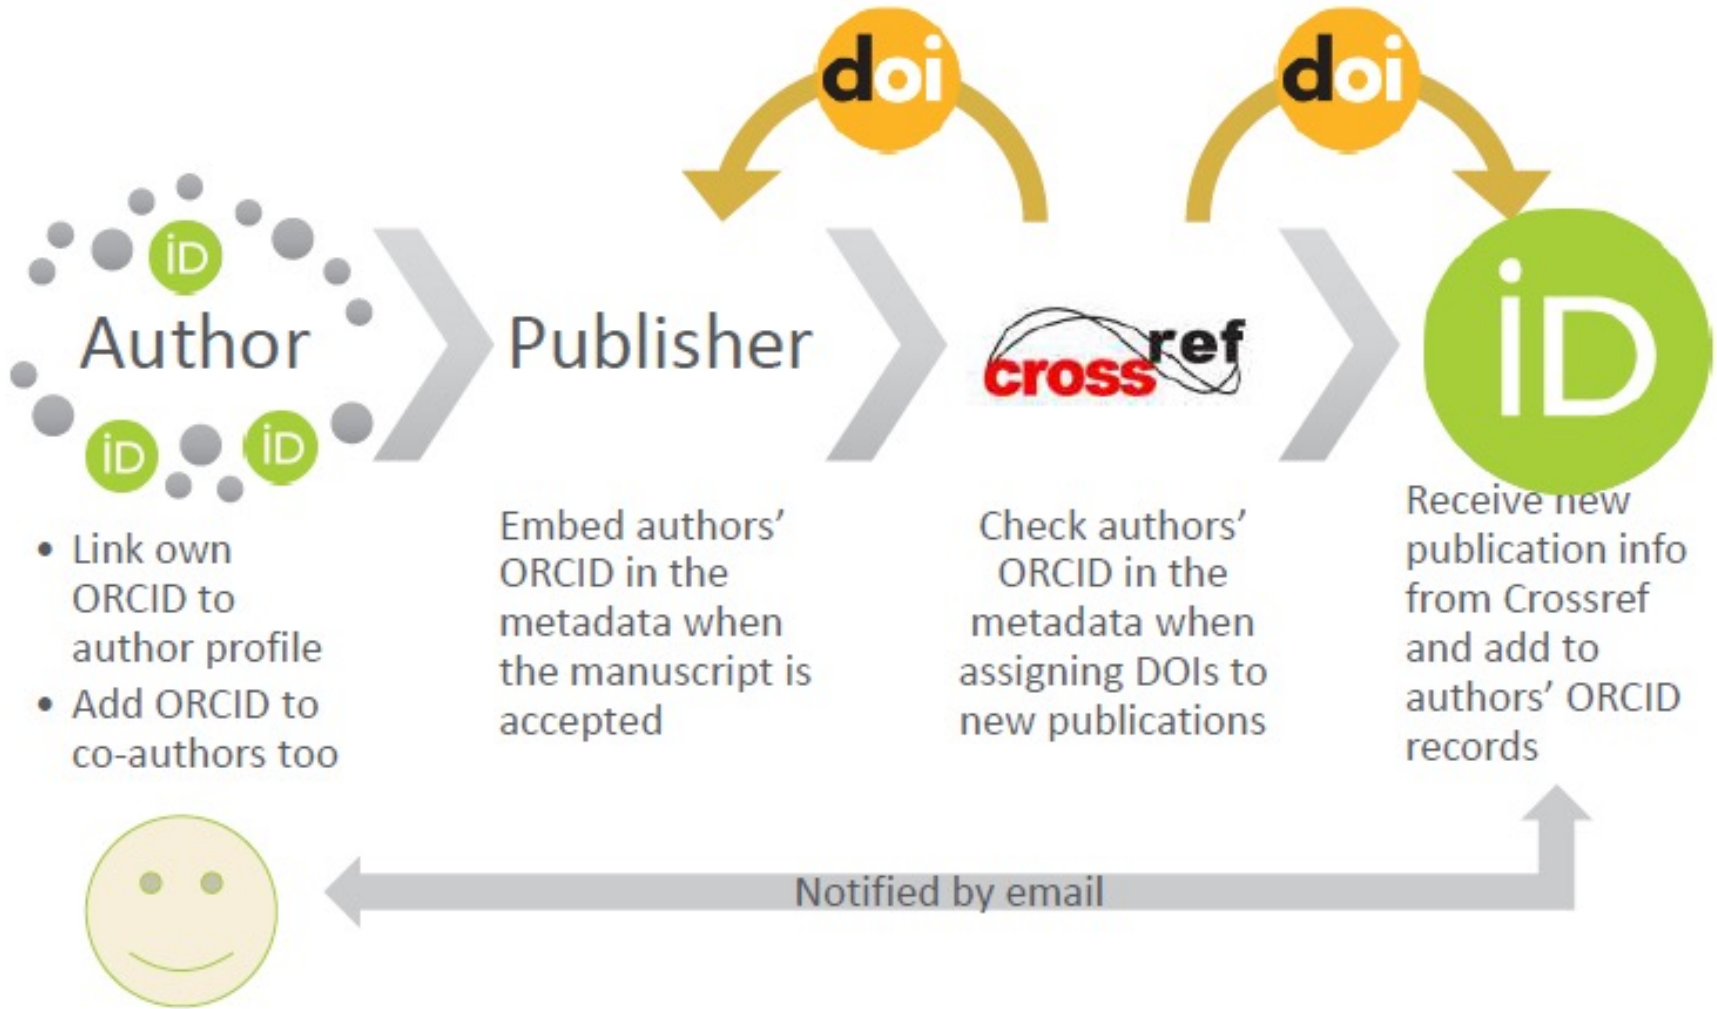 doi
doi
iD
Author
iD
iD
Publisher
cross
ref
iD
• Link own
ORCID to
author profile
• Add ORCID to
co-authors too
Embed authors’
ORCID in the
metadata when
the manuscript is
accepted
Check authors’
ORCID in the
metadata when
assigning DOIs to
new publications
Receive new
publication info
from Crossref
and add to
authors’ ORCID
records
Notified by email